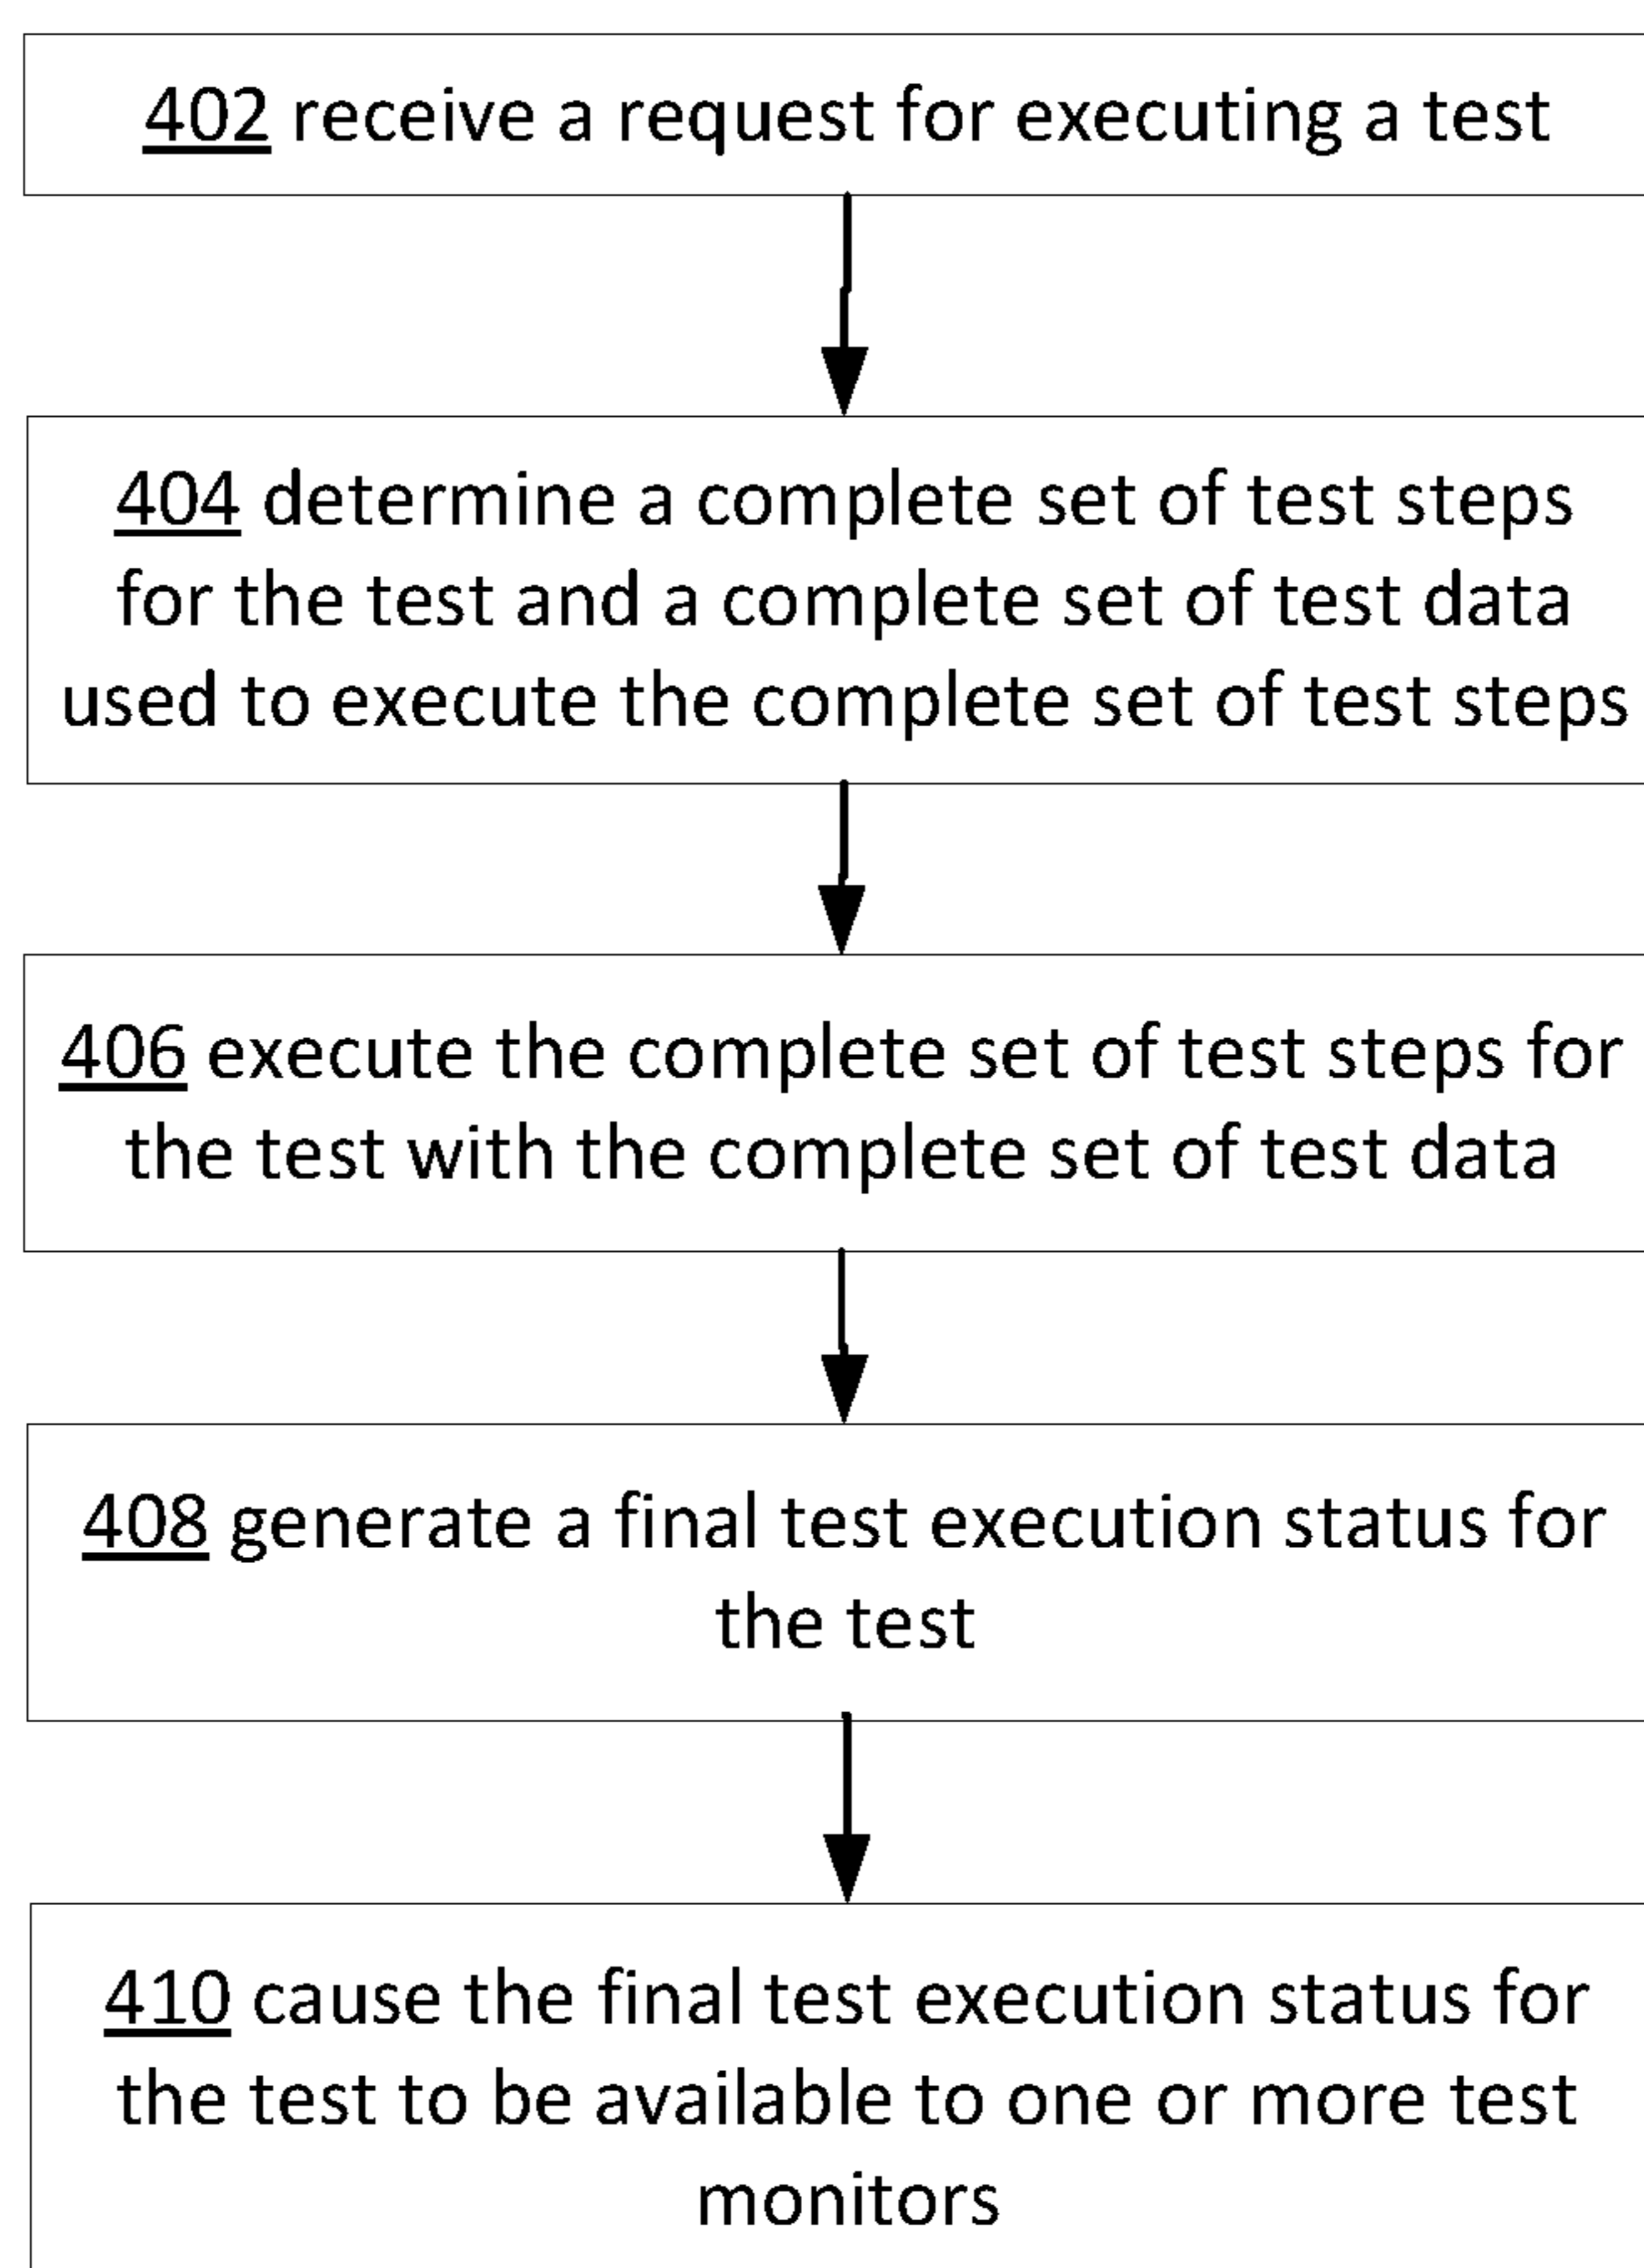 402 receive a request for executing a test
404 determine a complete set of test steps
for the test and a complete set of test data
used to execute the complete set of test steps
406 execute the complete set of test steps for
the test with the complete set of test data
408 generate a final test execution status for
the test
410 cause the final test execution status for
the test to be available to one or more test
monitors